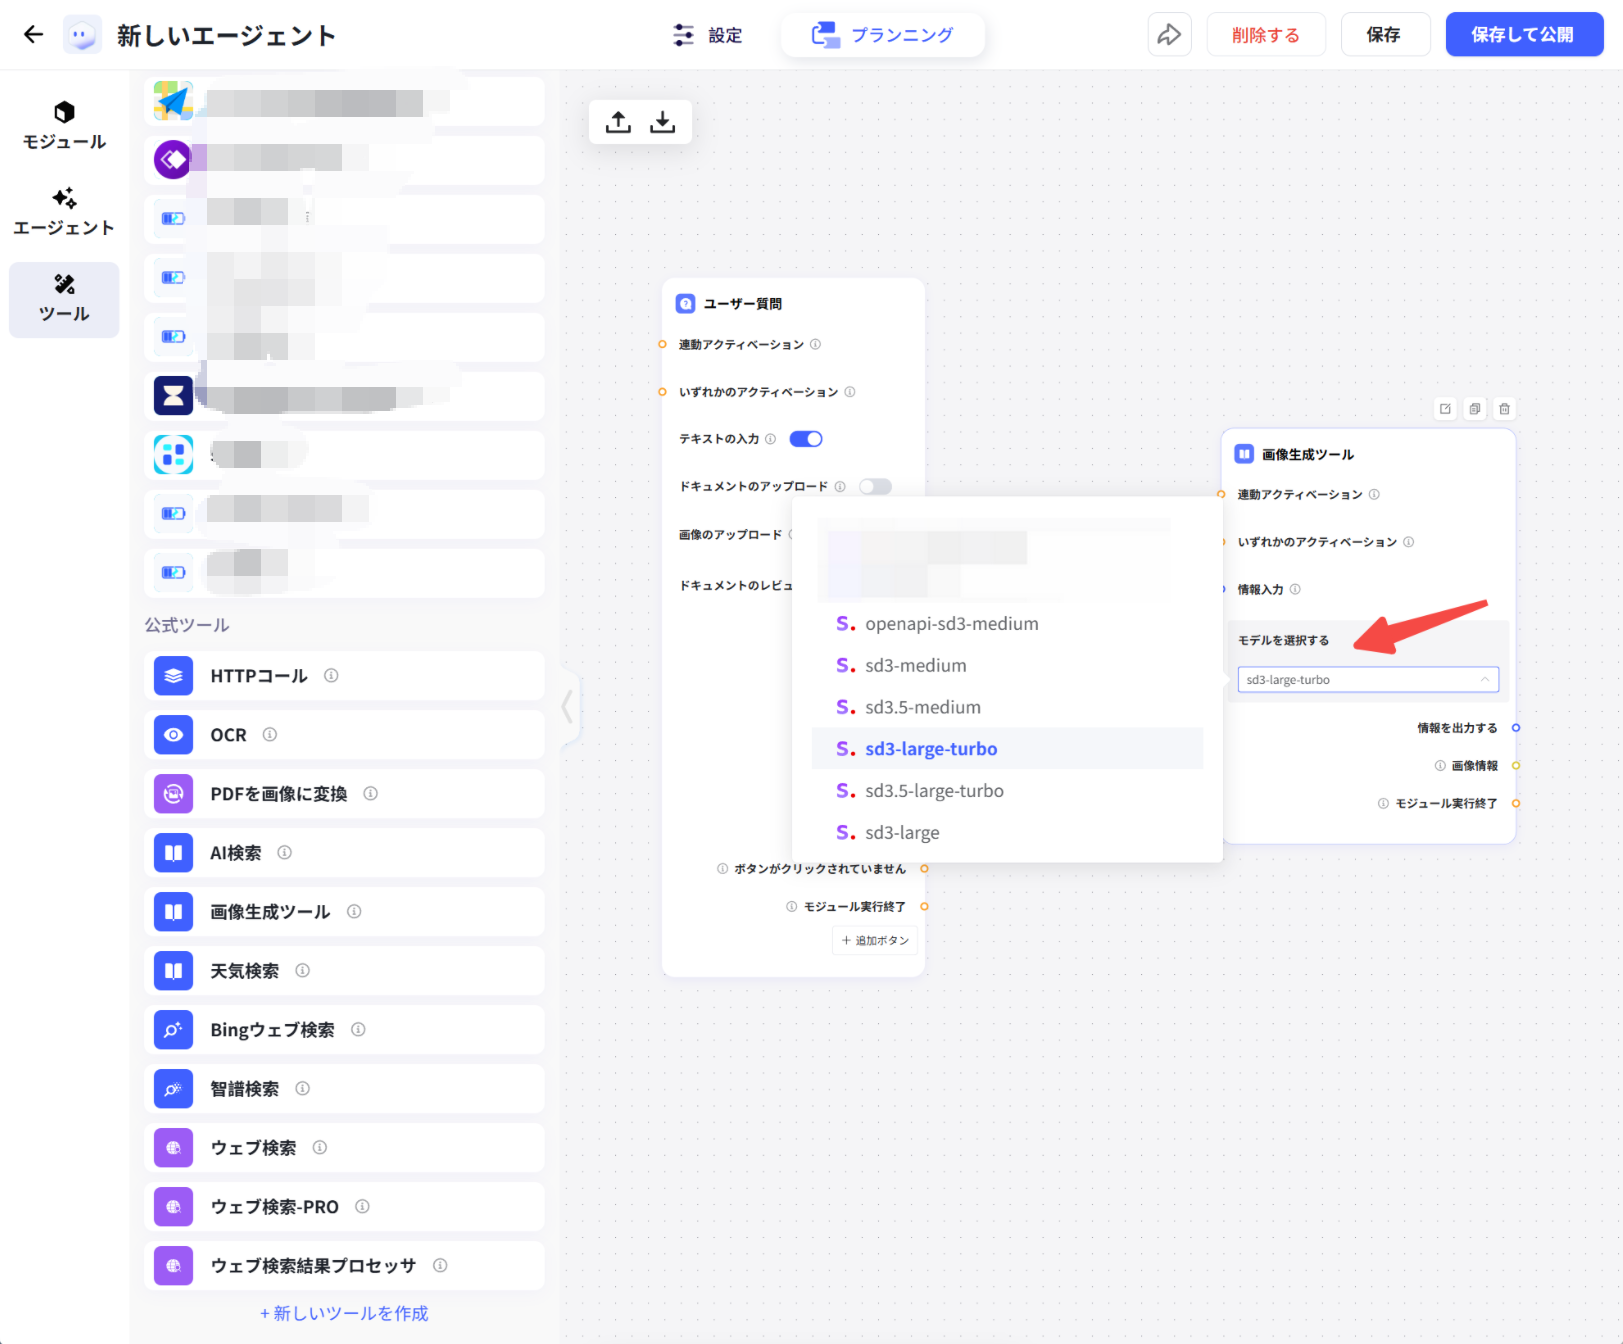 新しいエージェント
設定
プランニング
削除する
保存
保存して公開
モジュール
エージェント
ツール
公式ツール
HTTPコール
OCR
PDFを画像に変換
AI検索
画像生成ツール
天気検索
Bingウェブ検索
智譜検索
ウェブ検索
ウェブ検索-PRO
ウェブ検索結果プロセッサ
+ 新しいツールを作成
ユーザー質問
連動アクティベーション
いずれかのアクティベーション
テキストの入力
ドキュメントのアップロード
画像のアップロード
ドキュメントのレビュ
ボタンがクリックされていません
モジュール実行終了
+ 追加ボタン
S. openapi-sd3-medium
S. sd3-medium
S. sd3.5-medium
S. sd3-large-turbo
S. sd3.5-large-turbo
S. sd3-large
画像生成ツール
連動アクティベーション
いずれかのアクティベーション
情報入力
モデルを選択する
sd3-large-turbo
情報を出力する
画像情報
モジュール実行終了